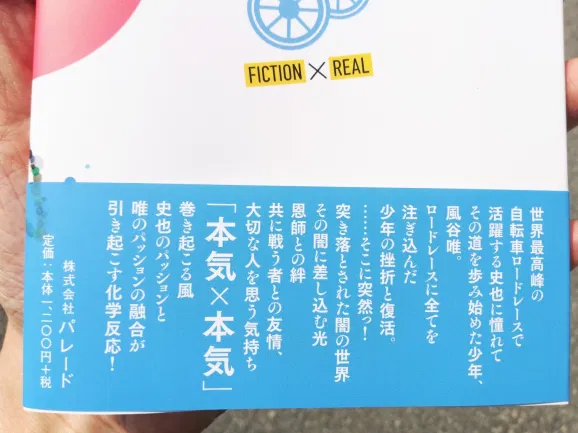 FICTION × REAL
世界最高峰の
自転車ロードレースで
活躍する史也に憧れて
その道を歩み始めた少年、
風谷唯。
ロードレースに全てを
注ぎ込んだ
少年の挫折と復活。
……そこに突然っ!
突き落とされた闇の世界
その闇に差し込む光
恩師との絆
共に戦う者との友情、
大切な人を思う気持ち
「本気×本気」
巻き起こる風
史也のパッションと
唯のパッションの融合が
引き起こす化学反応!
株式会社 パレード
定価:本体一、二〇〇円+税